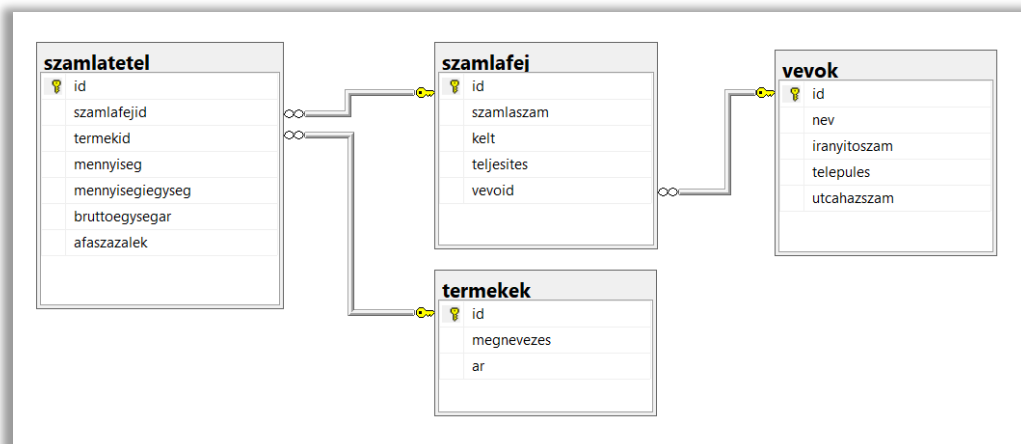 szamlatetel
id
szamlafejid
termekid
mennyiseg
mennyisegiegyseg
bruttoegysegar
afaszazalek
szamlafej
id
szamlaszam
kelt
teljesites
vevoid
vevok
id
nev
iranyitoszam
telepules
utcahazszam
termekek
id
megnevezes
ar